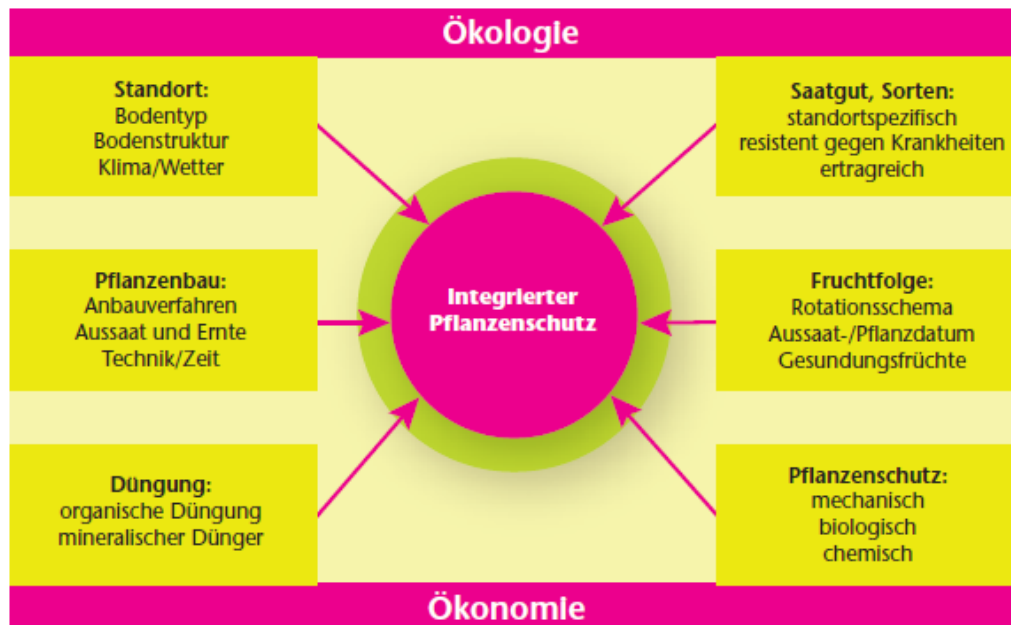 Ökologie
Standort:
Bodentyp
Bodenstruktur
Klima/Wetter
Saatgut, Sorten:
standortspezifisch
resistent gegen Krankheiten
ertragreich
Pflanzenbau:
Anbauverfahren
Aussaat und Ernte
Technik/Zeit
Integrierter
Pflanzenschutz
Fruchtfolge:
Rotationsschema
Aussaat-/Pflanzdatum
Gesundungsfrüchte
Düngung:
organische Düngung
mineralischer Dünger
Pflanzenschutz:
mechanisch
biologisch
chemisch
Ökonomie